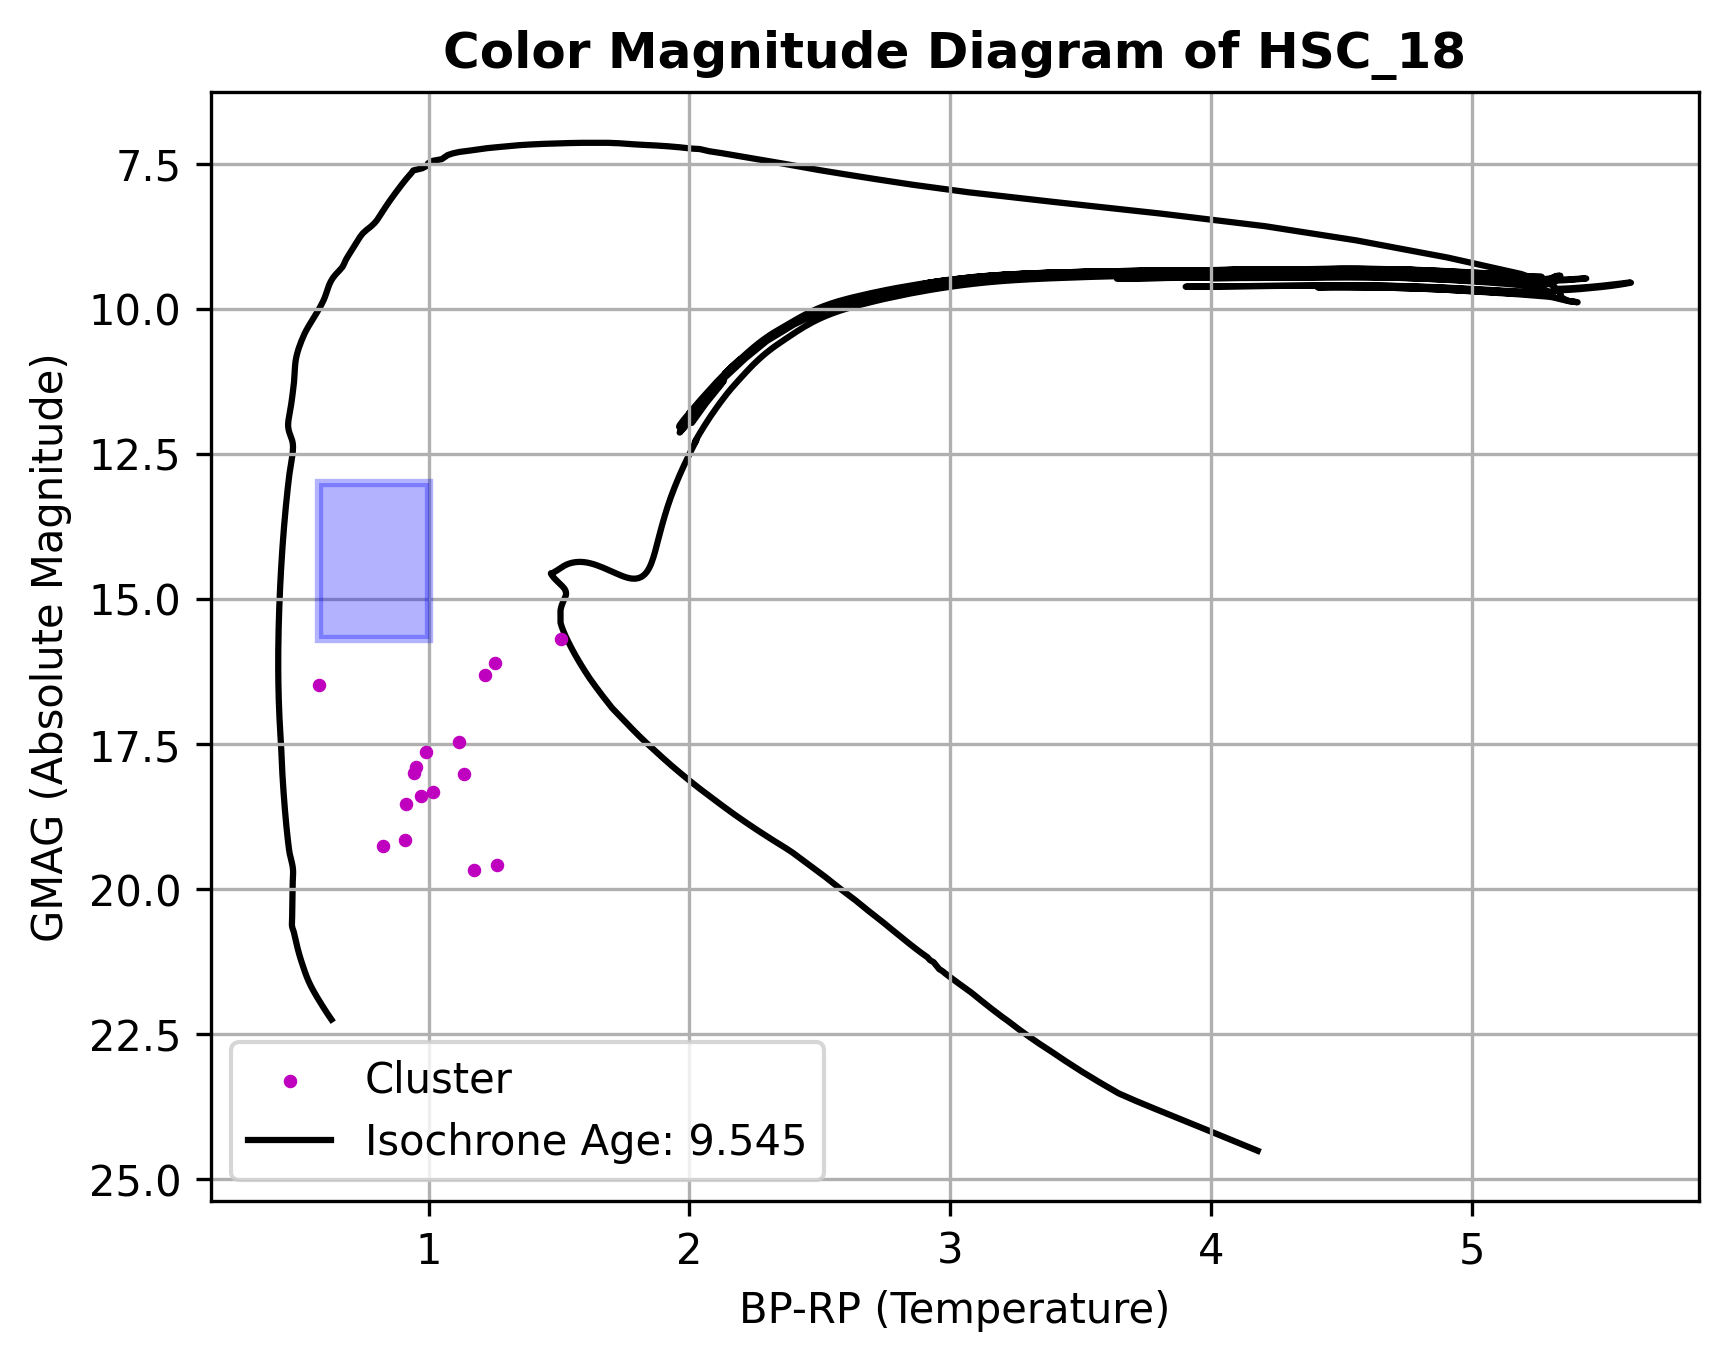 Color Magnitude Diagram of HSC_18
GMAG (Absolute Magnitude)
7.5
10.0
12.5
15.0
17.5
20.0
22.5
25.0
Cluster
Isochrone Age: 9.545
1 2 3 4 5
BP-RP (Temperature)